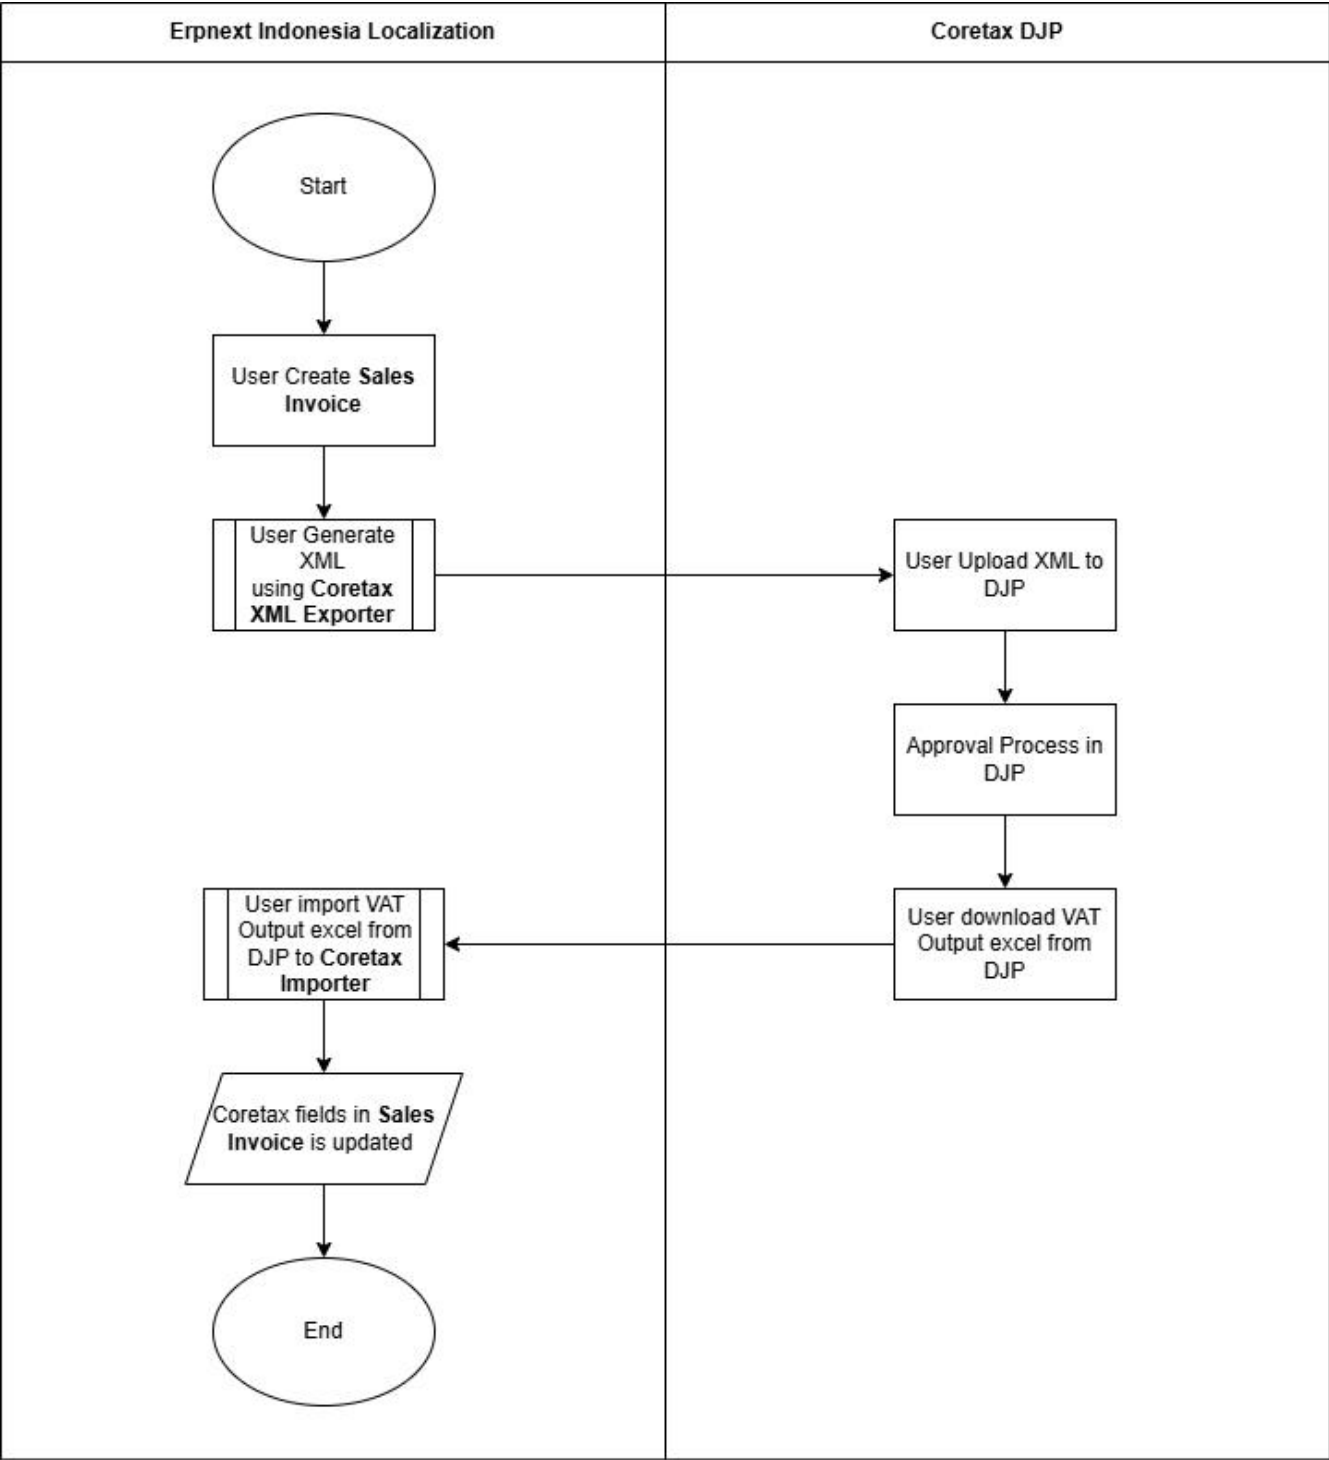 Erpnext Indonesia Localization
Coretax DJP
Start
User Create Sales
Invoice
User Generate
XML
using Coretax
XML Exporter
User Upload XML to
DJP
Approval Process in
DJP
User download VAT
Output excel from
DJP
User import VAT
Output excel from
DJP to Coretax
Importer
Coretax fields in Sales
Invoice is updated
End